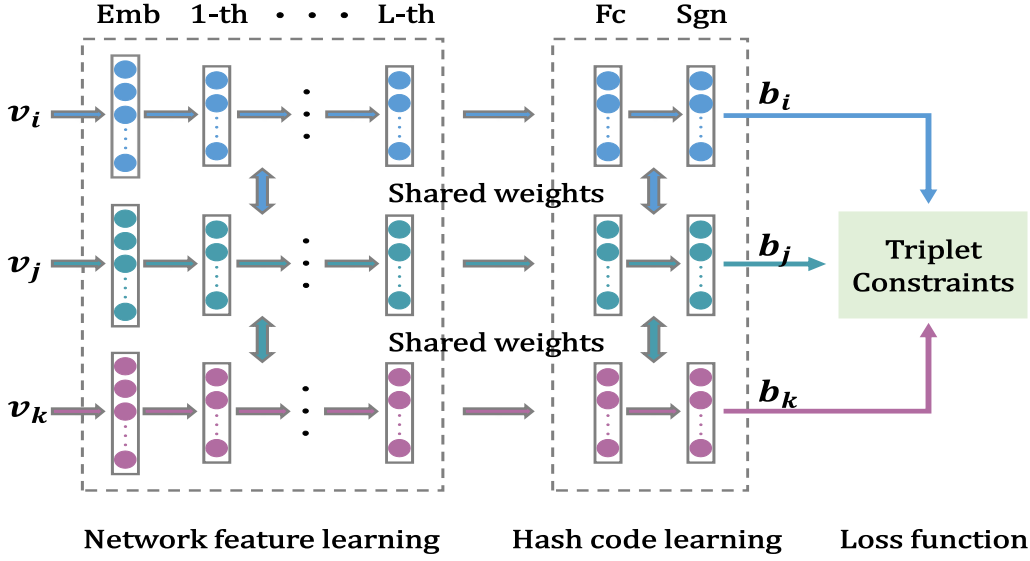 Emb 1-th · · · · L-th Fc Sgn
v_i b_i
Shared weights
v_j b_j
Triplet
Constraints
Shared weights
v_k b_k
Network feature learning Hash code learning Loss function